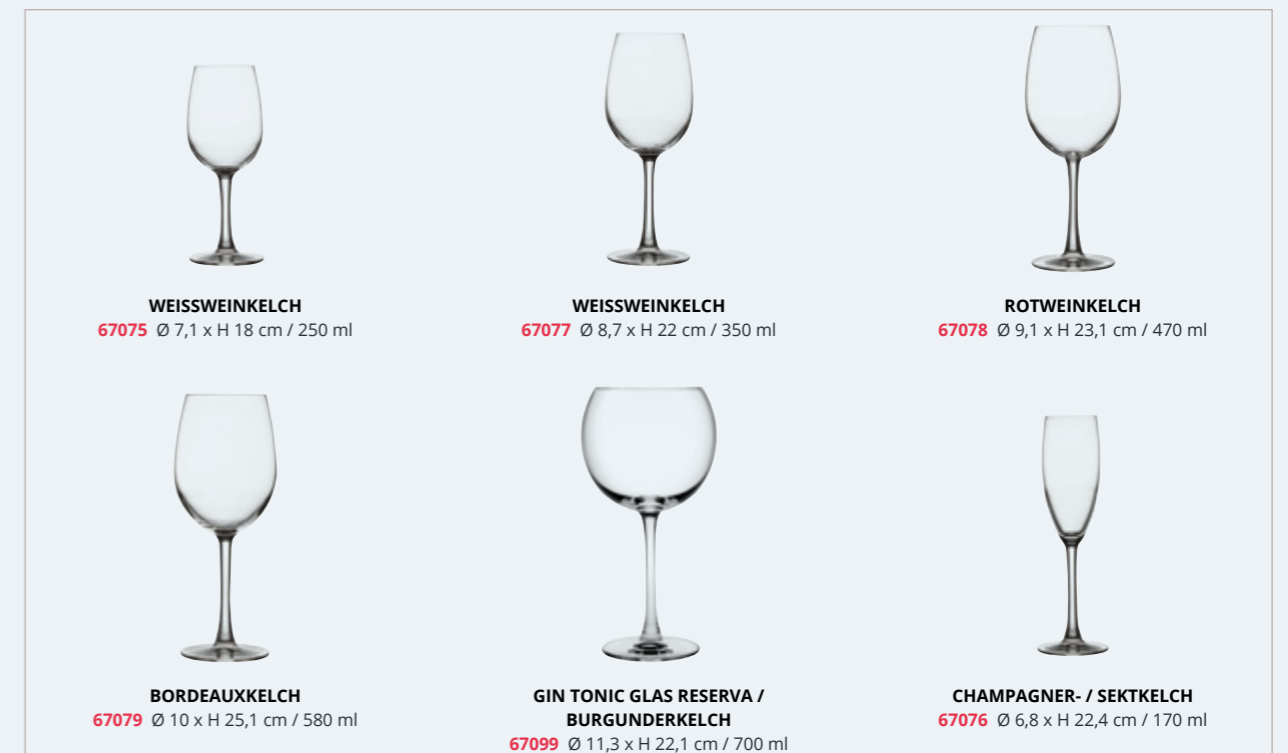 WEISSWEINKELCH
67075 Ø 7,1 x H 18 cm / 250 ml
WEISSWEINKELCH
67077 Ø 8,7 x H 22 cm / 350 ml
ROTWEINKELCH
67078 Ø 9,1 x H 23,1 cm / 470 ml
BORDEAUXKELCH
67079 Ø 10 x H 25,1 cm / 580 ml
GIN TONIC GLAS RESERVA /
BURGUNDERKELCH
67099 Ø 11,3 x H 22,1 cm / 700 ml
CHAMPAGNER- / SEKTKELCH
67076 Ø 6,8 x H 22,4 cm / 170 ml